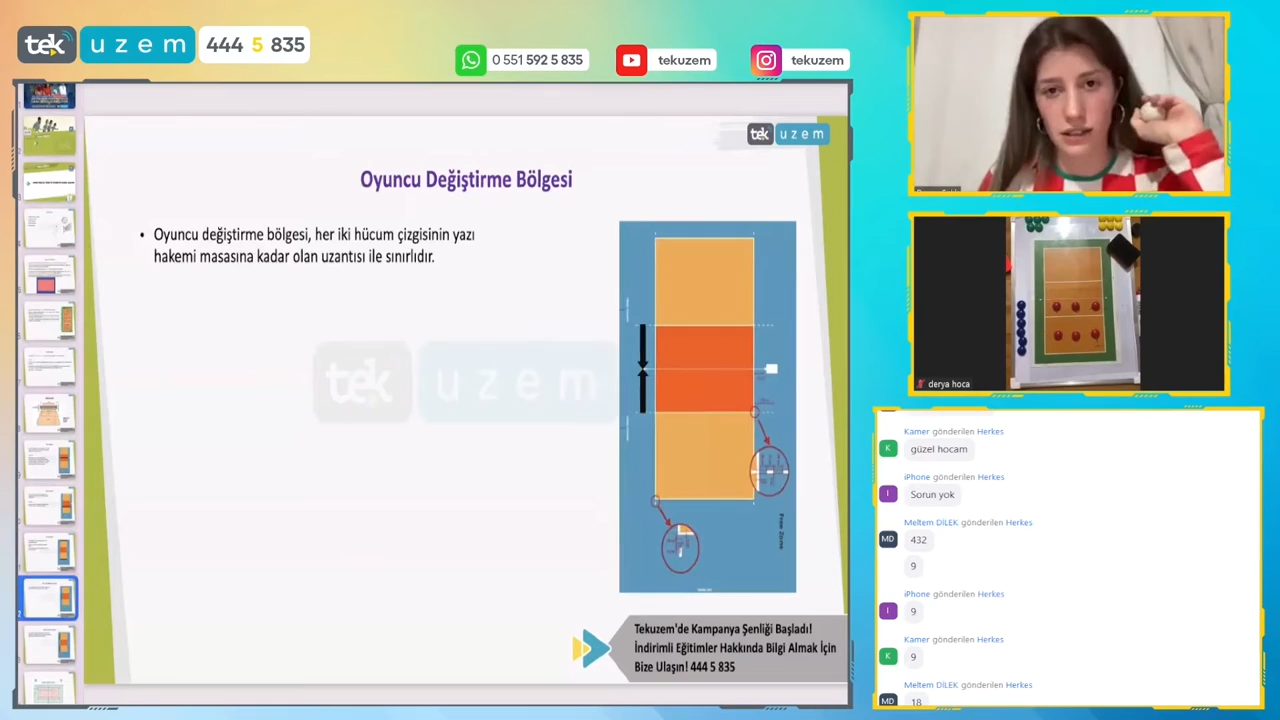 tek uzem 444 5 835
0 551 592 5 835
tekuzem
tekuzem
tek uzem
Oyuncu Değiştirme Bölgesi
• Oyuncu değiştirme bölgesi, her iki hücum çizgisinin yazı
hakemi masasına kadar olan uzantısı ile sınırlıdır.
tek uzem
Free Zone
Tekuzem'de Kampanya Şenliği Başladı!
İndirimli Eğitimler Hakkında Bilgi Almak İçin
Bize Ulaşın! 444 5 835
derya hoca
Kamer gönderilen Herkes
K
güzel hocam
iPhone gönderilen Herkes
I
Sorun yok
Meltem DİLEK gönderilen Herkes
MD
432
9
iPhone gönderilen Herkes
I
9
Kamer gönderilen Herkes
K
9
Meltem DİLEK gönderilen Herkes
MD
18